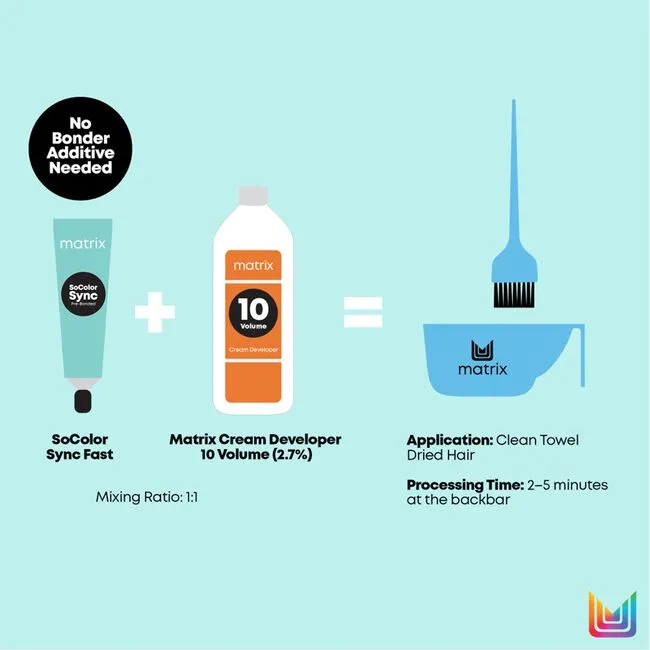 No
Bonder
Additive
Needed
matrix
SoColor
Sync
Pre-Bonded
matrix
10
Volume
Cream Developer
matrix
SoColor
Sync Fast
Matrix Cream Developer
10 Volume (2.7%)
Mixing Ratio: 1:1
Application: Clean Towel
Dried Hair
Processing Time: 2–5 minutes
at the backbar